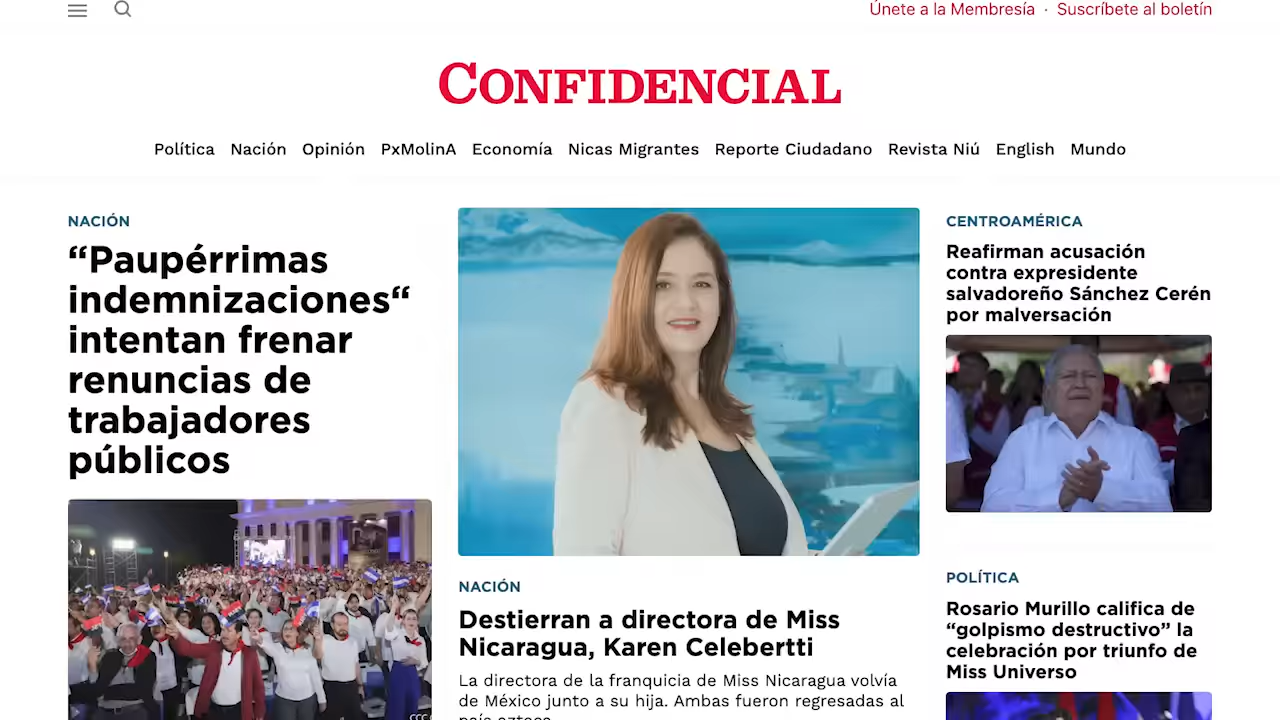 Únete a la Membresía · Suscríbete al boletín
CONFIDENCIAL
Política Nación Opinión PxMolinA Economía Nicas Migrantes Reporte Ciudadano Revista Niú English Mundo
NACIÓN
“Paupérrimas
indemnizaciones“
intentan frenar
renuncias de
trabajadores
públicos
NACIÓN
Destierran a directora de Miss
Nicaragua, Karen Celebertti
La directora de la franquicia de Miss Nicaragua volvía
de México junto a su hija. Ambas fueron regresadas al
país azteca
CENTROAMÉRICA
Reafirman acusación
contra expresidente
salvadoreño Sánchez Cerén
por malversación
POLÍTICA
Rosario Murillo califica de
“golpismo destructivo” la
celebración por triunfo de
Miss Universo